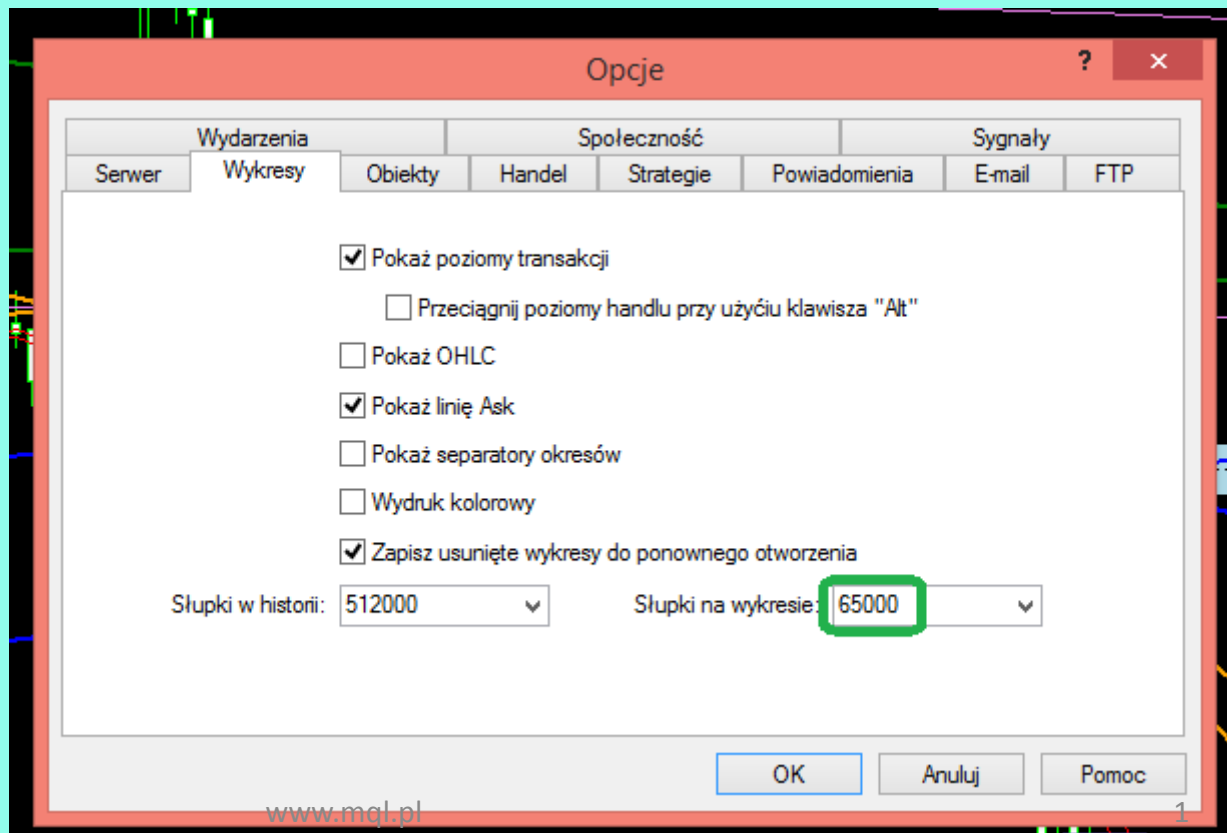 Opcje
?
Wydarzenia Społeczność Sygnały
Serwer Wykresy Obiekty Handel Strategie Powiadomienia E-mail FTP
Pokaż poziomy transakcji
Przeciągnij poziomy handlu przy użyćiu klawisza "Alt"
Pokaż OHLC
Pokaż linię Ask
Pokaż separatory okresów
Wydruk kolorowy
Zapisz usunięte wykresy do ponownego otworzenia
Słupki w historii: 512000 Słupki na wykresie: 65000
OK Anuluj Pomoc
www.mql.pl 1